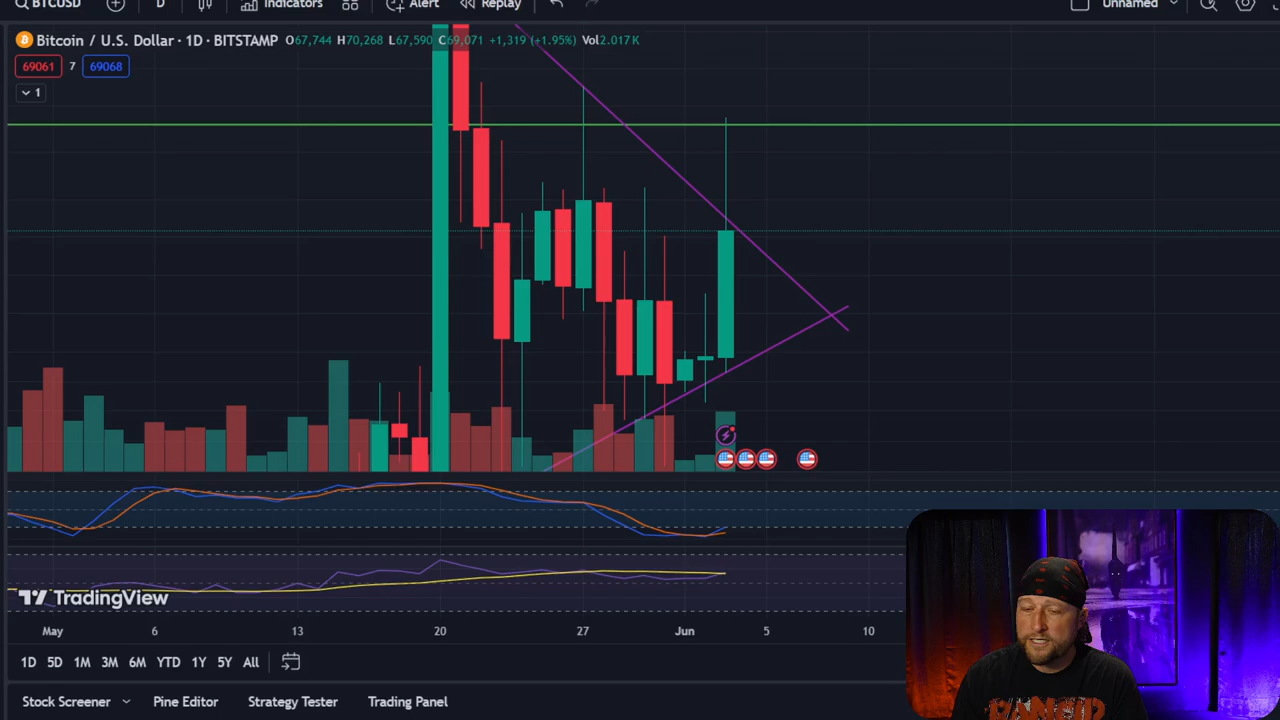 BTCUSD D Indicators Alert Replay Unnamed
Bitcoin / U.S. Dollar · 1D · BITSTAMP O67,744 H70,268 L67,590 C69,071 +1,319 (+1.95%) Vol2.017K
69061 7 69068
1
TradingView
May 6 13 20 27 Jun 5 10
1D 5D 1M 3M 6M YTD 1Y 5Y All
Stock Screener Pine Editor Strategy Tester Trading Panel
RANCID